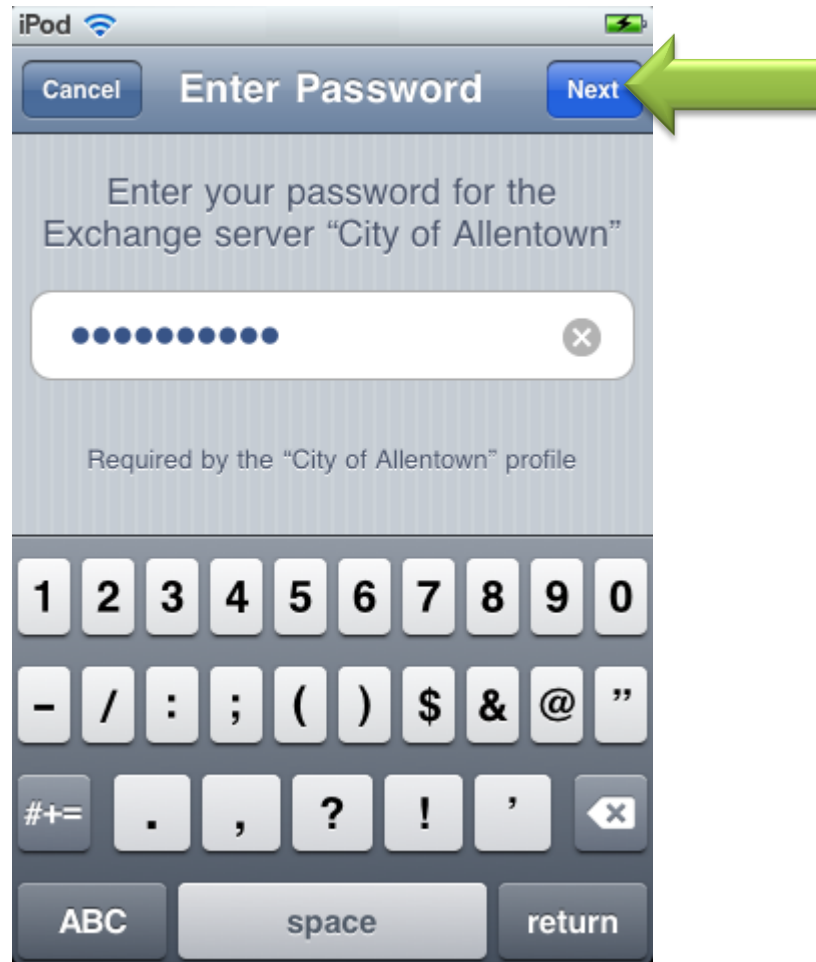 iPod
Cancel Enter Password Next
Enter your password for the
Exchange server “City of Allentown”
••••••••••
Required by the “City of Allentown” profile
1 2 3 4 5 6 7 8 9 0
- / : ; ( ) $ & @ ”
#+= . , ? ! ’
ABC space return